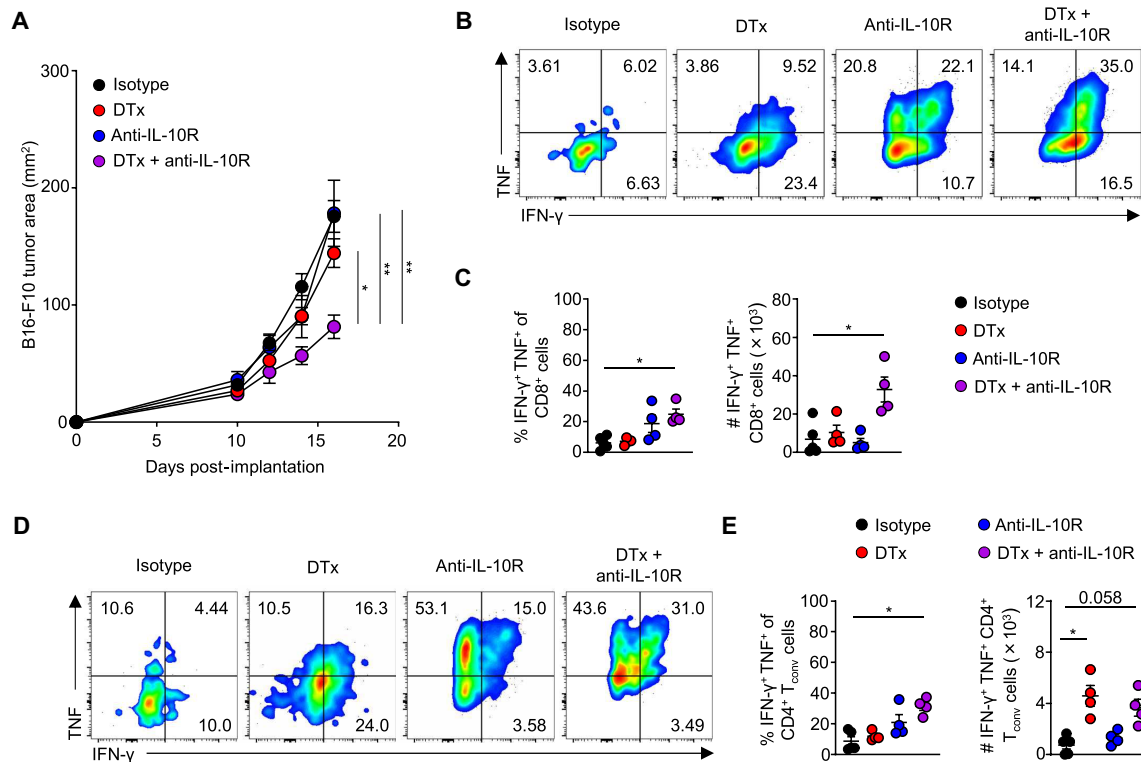 A
300
200
100
0
0
5
10
15
20
B16-F10 tumor area (mm²)
Days post-implantation
Isotype
DTx
Anti-IL-10R
DTx + anti-IL-10R
*
**
**
B
Isotype
DTx
Anti-IL-10R
DTx +
anti-IL-10R
3.61
6.02
6.63
3.86
9.52
23.4
20.8
22.1
10.7
14.1
35.0
16.5
TNF
IFN-γ
C
% IFN-γ⁺TNF⁺ of
CD8⁺ cells
100
80
60
40
20
0
*
# IFN-γ⁺ TNF⁺
CD8⁺ cells (× 10³)
80
60
40
20
0
*
Isotype
DTx
Anti-IL-10R
DTx + anti-IL-10R
D
Isotype
DTx
Anti-IL-10R
DTx +
anti-IL-10R
10.6
4.44
10.0
10.5
16.3
24.0
53.1
15.0
3.58
43.6
31.0
3.49
TNF
IFN-γ
E
Isotype
DTx
Anti-IL-10R
DTx + anti-IL-10R
% IFN-γ⁺ TNF⁺ of
CD4⁺ Tconv cells
100
80
60
40
20
0
*
# IFN-γ⁺ TNF⁺ CD4⁺
Tconv cells (× 10³)
12
8
4
0
*
0.058